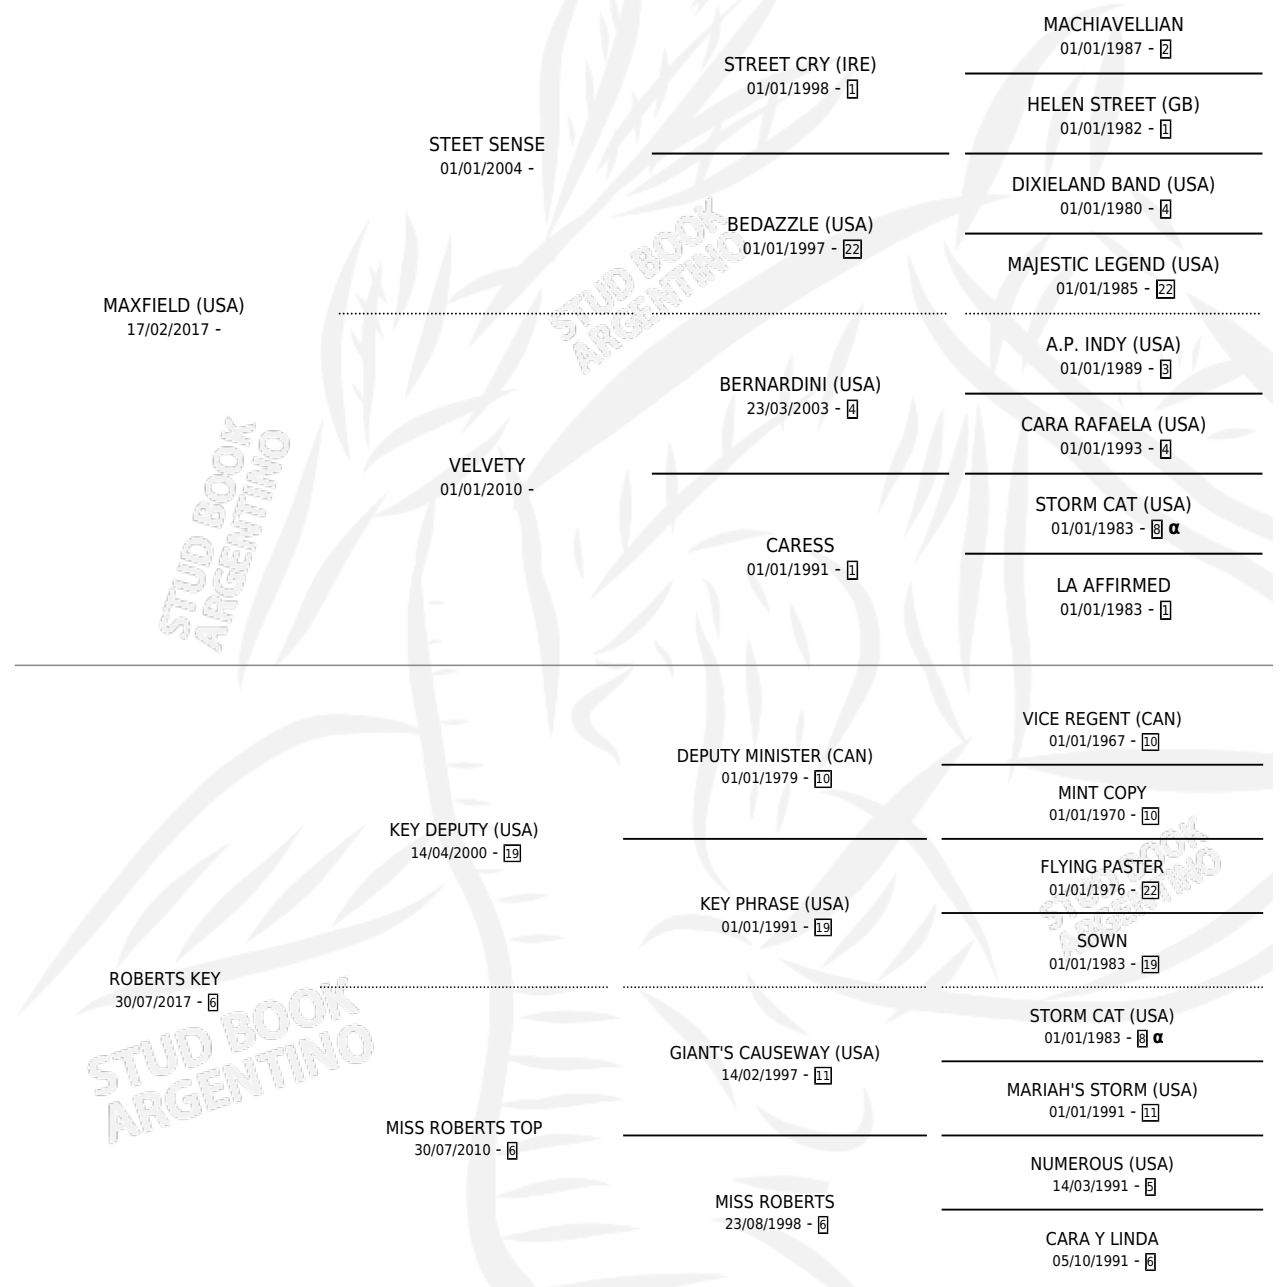 MAXFIELD (USA)
17/02/2017 -
STEET SENSE
01/01/2004 -
STREET CRY (IRE)
01/01/1998 - 1
MACHIAVELLIAN
01/01/1987 - 2
HELEN STREET (GB)
01/01/1982 - 1
BEDAZZLE (USA)
01/01/1997 - 22
DIXIELAND BAND (USA)
01/01/1980 - 4
MAJESTIC LEGEND (USA)
01/01/1985 - 22
VELVETY
01/01/2010 -
BERNARDINI (USA)
23/03/2003 - 4
A.P. INDY (USA)
01/01/1989 - 3
CARA RAFAELA (USA)
01/01/1993 - 4
CARESS
01/01/1991 - 1
STORM CAT (USA)
01/01/1983 - 8 α
LA AFFIRMED
01/01/1983 - 1
ROBERTS KEY
30/07/2017 - 6
KEY DEPUTY (USA)
14/04/2000 - 19
DEPUTY MINISTER (CAN)
01/01/1979 - 10
VICE REGENT (CAN)
01/01/1967 - 10
MINT COPY
01/01/1970 - 10
KEY PHRASE (USA)
01/01/1991 - 19
FLYING PASTER
01/01/1976 - 22
SOWN
01/01/1983 - 19
MISS ROBERTS TOP
30/07/2010 - 6
GIANT'S CAUSEWAY (USA)
14/02/1997 - 11
STORM CAT (USA)
01/01/1983 - 8 α
MARIAH'S STORM (USA)
01/01/1991 - 11
MISS ROBERTS
23/08/1998 - 6
NUMEROUS (USA)
14/03/1991 - 5
CARA Y LINDA
05/10/1991 - 6
STUD BOOK
ARGENTINO
STUD BOOK
ARGENTINO
STUD BOOK
ARGENTINO
STUD BOOK
ARGENTINO